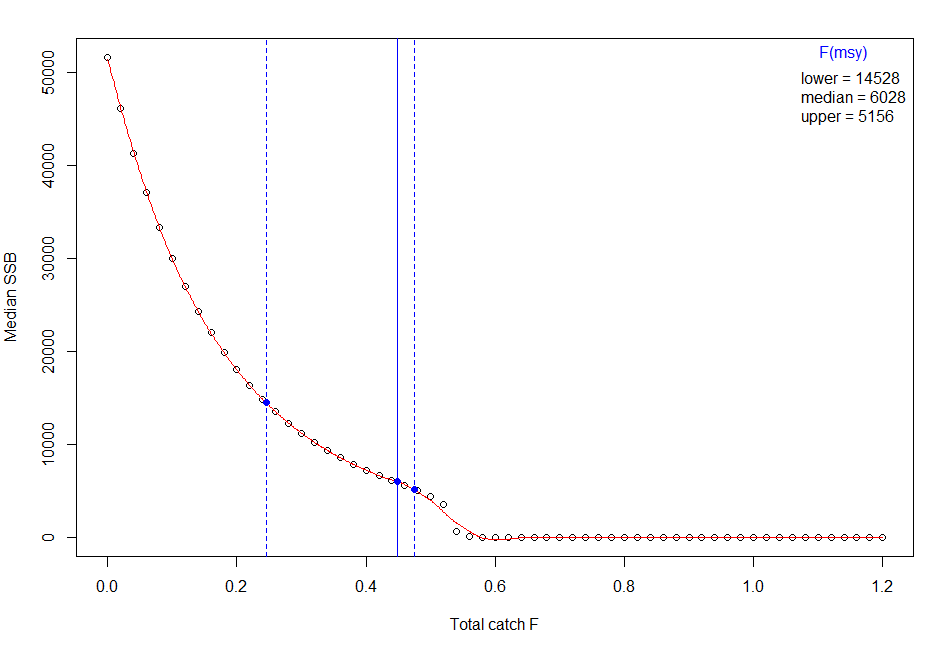 F(msy)
lower = 14528
median = 6028
upper = 5156
Median SSB
50000
40000
30000
20000
10000
0
0.0 0.2 0.4 0.6 0.8 1.0 1.2
Total catch F